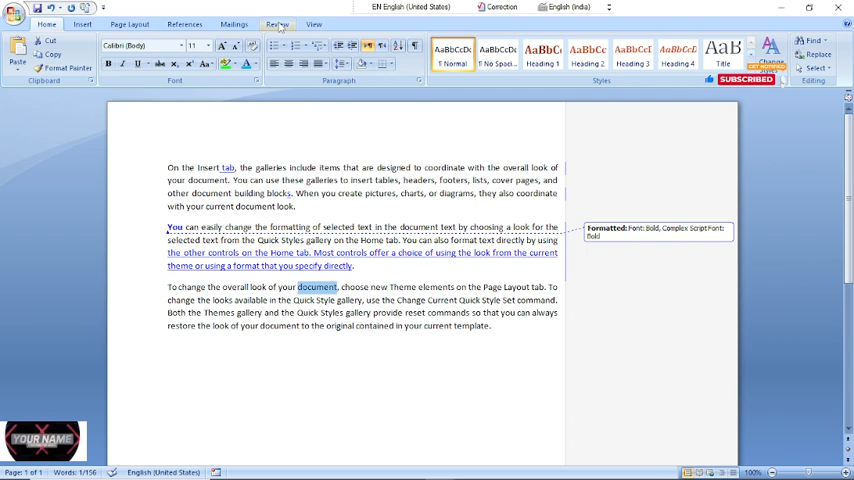 EN English (United States) Correction English (India)
Home Insert Page Layout References Mailings Review View
Paste
Cut
Copy
Format Painter
Clipboard
Calibri (Body) 11
B I U abc x₂ x² Aa
Font
Paragraph
AaBbCcDc ¶ Normal
AaBbCcDc ¶ No Spaci...
AaBbC Heading 1
AaBbCc Heading 2
AaBbCcD Heading 3
AaBbCcI Heading 4
AaB Title
Change Styles
Styles
Find
Replace
Select
Editing
GET NOTIFIED
SUBSCRIBED
On the Insert tab, the galleries include items that are designed to coordinate with the overall look of
your document. You can use these galleries to insert tables, headers, footers, lists, cover pages, and
other document building blocks. When you create pictures, charts, or diagrams, they also coordinate
with your current document look.
You can easily change the formatting of selected text in the document text by choosing a look for the
selected text from the Quick Styles gallery on the Home tab. You can also format text directly by using
the other controls on the Home tab. Most controls offer a choice of using the look from the current
theme or using a format that you specify directly.
Formatted: Font: Bold, Complex Script Font:
Bold
To change the overall look of your document, choose new Theme elements on the Page Layout tab. To
change the looks available in the Quick Style gallery, use the Change Current Quick Style Set command.
Both the Themes gallery and the Quick Styles gallery provide reset commands so that you can always
restore the look of your document to the original contained in your current template.
YOUR NAME
Page: 1 of 1 Words: 1/156 English (United States) 100%